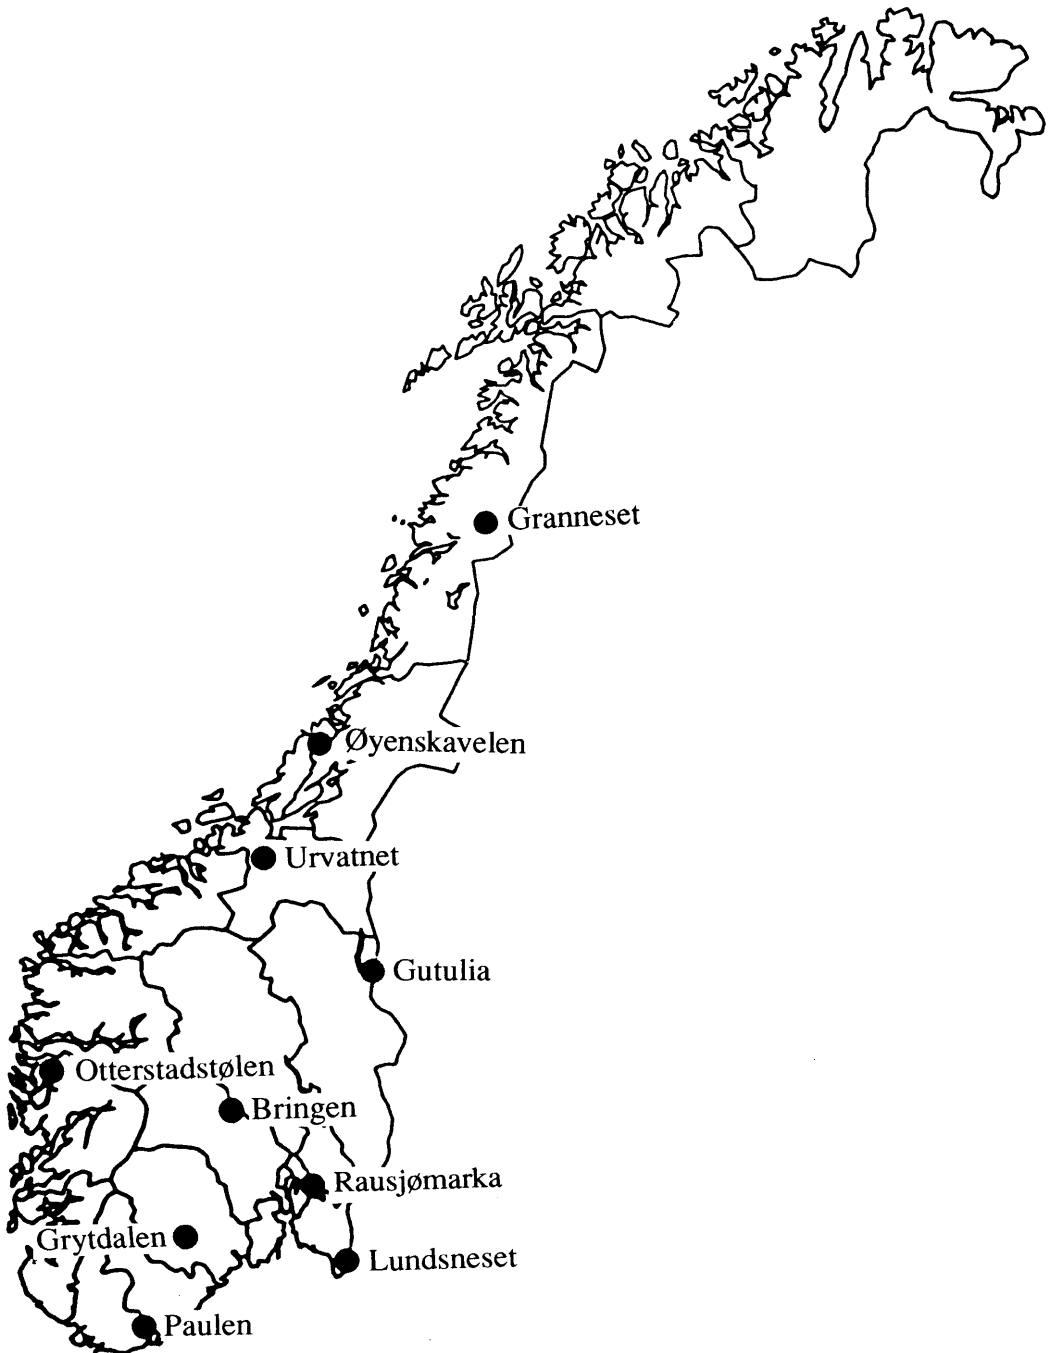 Granneset
Øyenskavelen
Urvatnet
Gutulia
Otterstadstølen
Bringen
Rausjømarka
Grytdalen
Lundsneset
Paulen